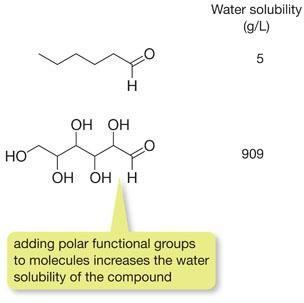 Water solubility
(g/L)
O
5
H
OH OH
O
HO
909
OH OH H
adding polar functional groups
to molecules increases the water
solubility of the compound